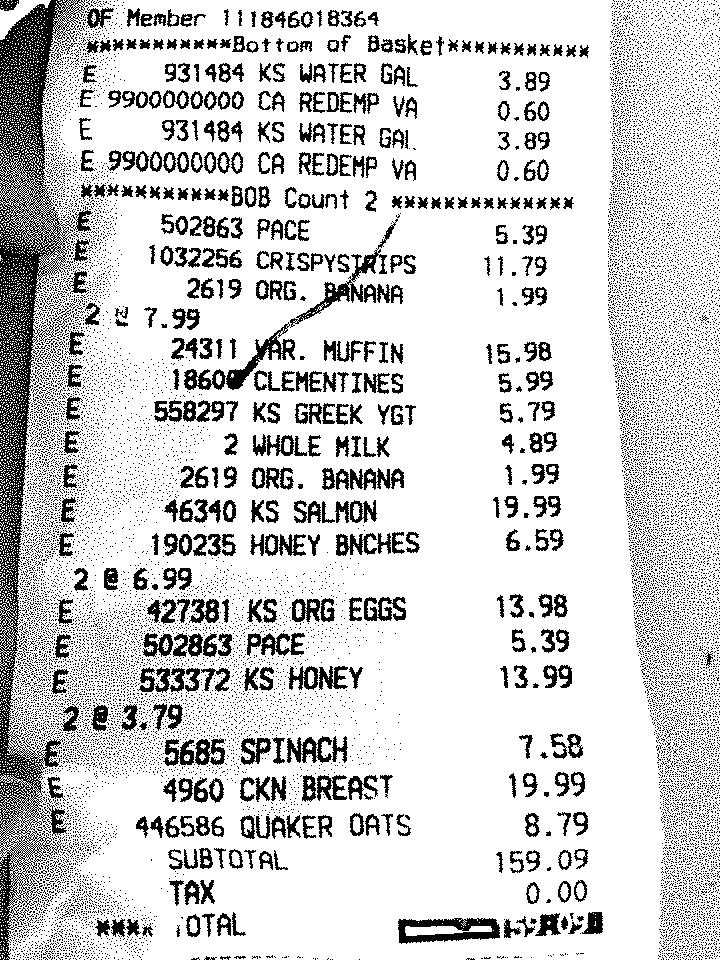 OF Member 111846018364
***********Bottom of Basket***********
E 931484 KS WATER GAL 3.89
E 9900000000 CA REDEMP VA 0.60
E 931484 KS WATER GAL 3.89
E 9900000000 CA REDEMP VA 0.60
***********BOB Count 2 **************
E 502863 PACE 5.39
E 1032256 CRISPYSTRIPS 11.79
E 2619 ORG. BANANA 1.99
2 @ 7.99
E 24311 VAR. MUFFIN 15.98
E 18600 CLEMENTINES 5.99
E 558297 KS GREEK YGT 5.79
E 2 WHOLE MILK 4.89
E 2619 ORG. BANANA 1.99
E 46340 KS SALMON 19.99
E 190235 HONEY BNCHES 6.59
2 @ 6.99
E 427381 KS ORG EGGS 13.98
E 502863 PACE 5.39
E 533372 KS HONEY 13.99
2 @ 3.79
E 5685 SPINACH 7.58
E 4960 CKN BREAST 19.99
E 446586 QUAKER OATS 8.79
SUBTOTAL 159.09
TAX 0.00
**** TOTAL 159.09